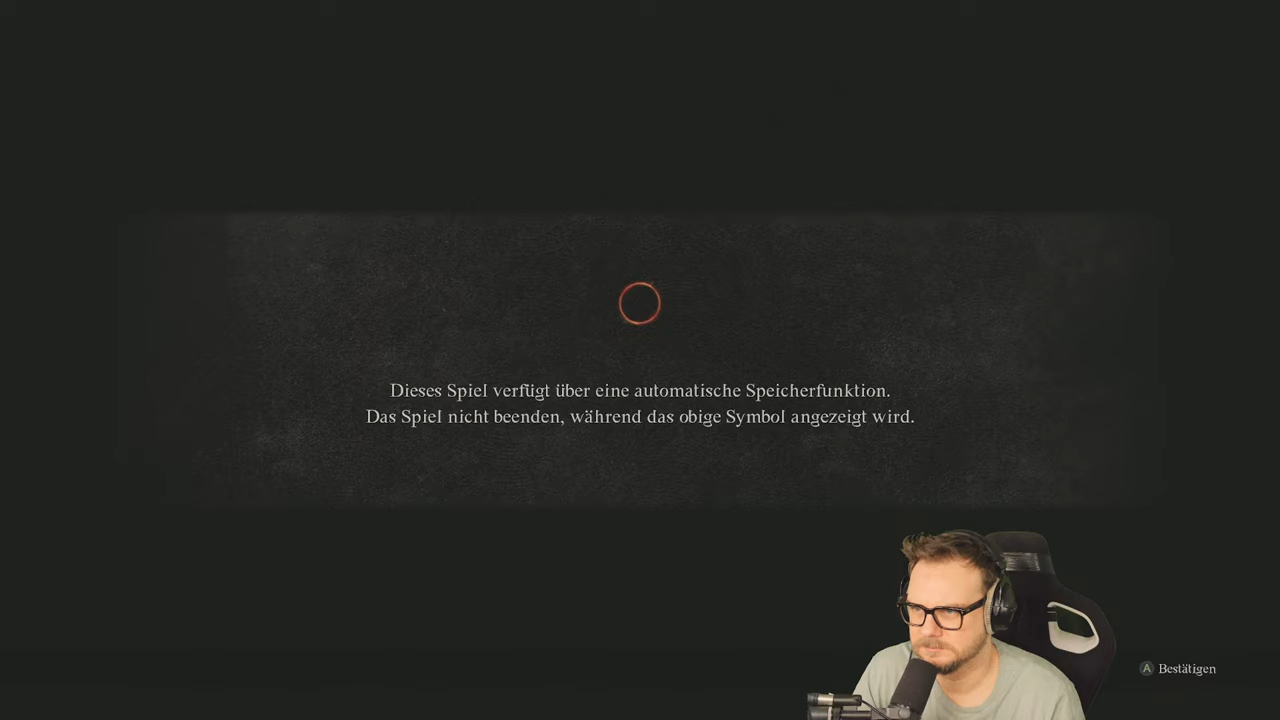 Dieses Spiel verfügt über eine automatische Speicherfunktion.
Das Spiel nicht beenden, während das obige Symbol angezeigt wird.
A Bestätigen